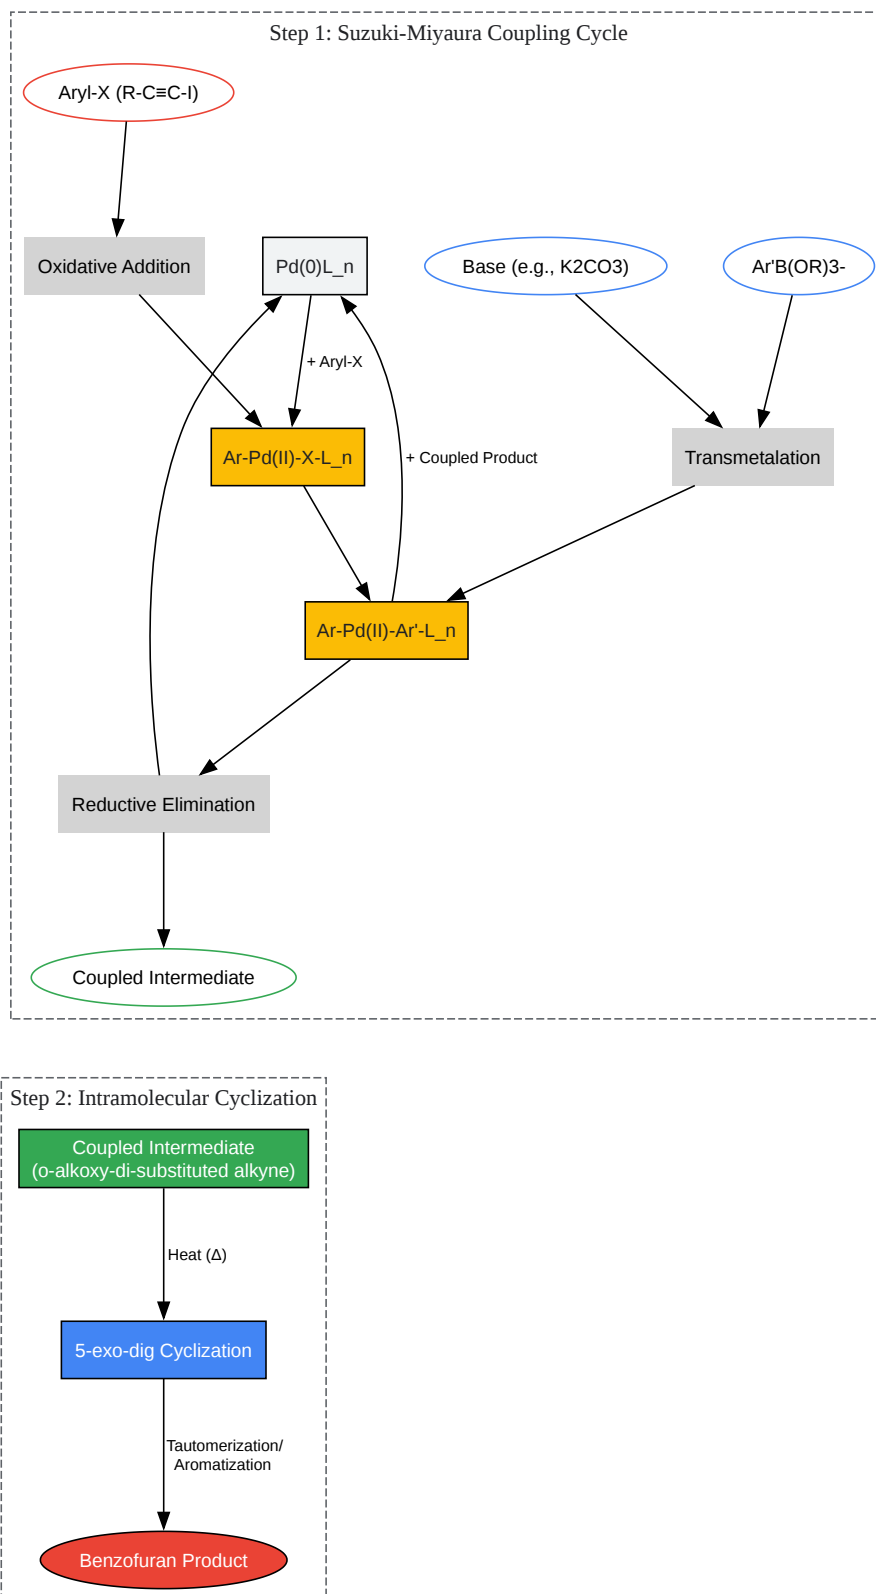 Step 1: Suzuki-Miyaura Coupling Cycle
Aryl-X (R-C≡C-I)
Oxidative Addition
Pd(0)L_n
Base (e.g., K2CO3)
Ar'B(OR)3-
+ Aryl-X
Ar-Pd(II)-X-L_n
+ Coupled Product
Transmetalation
Ar-Pd(II)-Ar'-L_n
Reductive Elimination
Coupled Intermediate
Step 2: Intramolecular Cyclization
Coupled Intermediate
(o-alkoxy-di-substituted alkyne)
Heat (Δ)
5-exo-dig Cyclization
Tautomerization/
Aromatization
Benzofuran Product